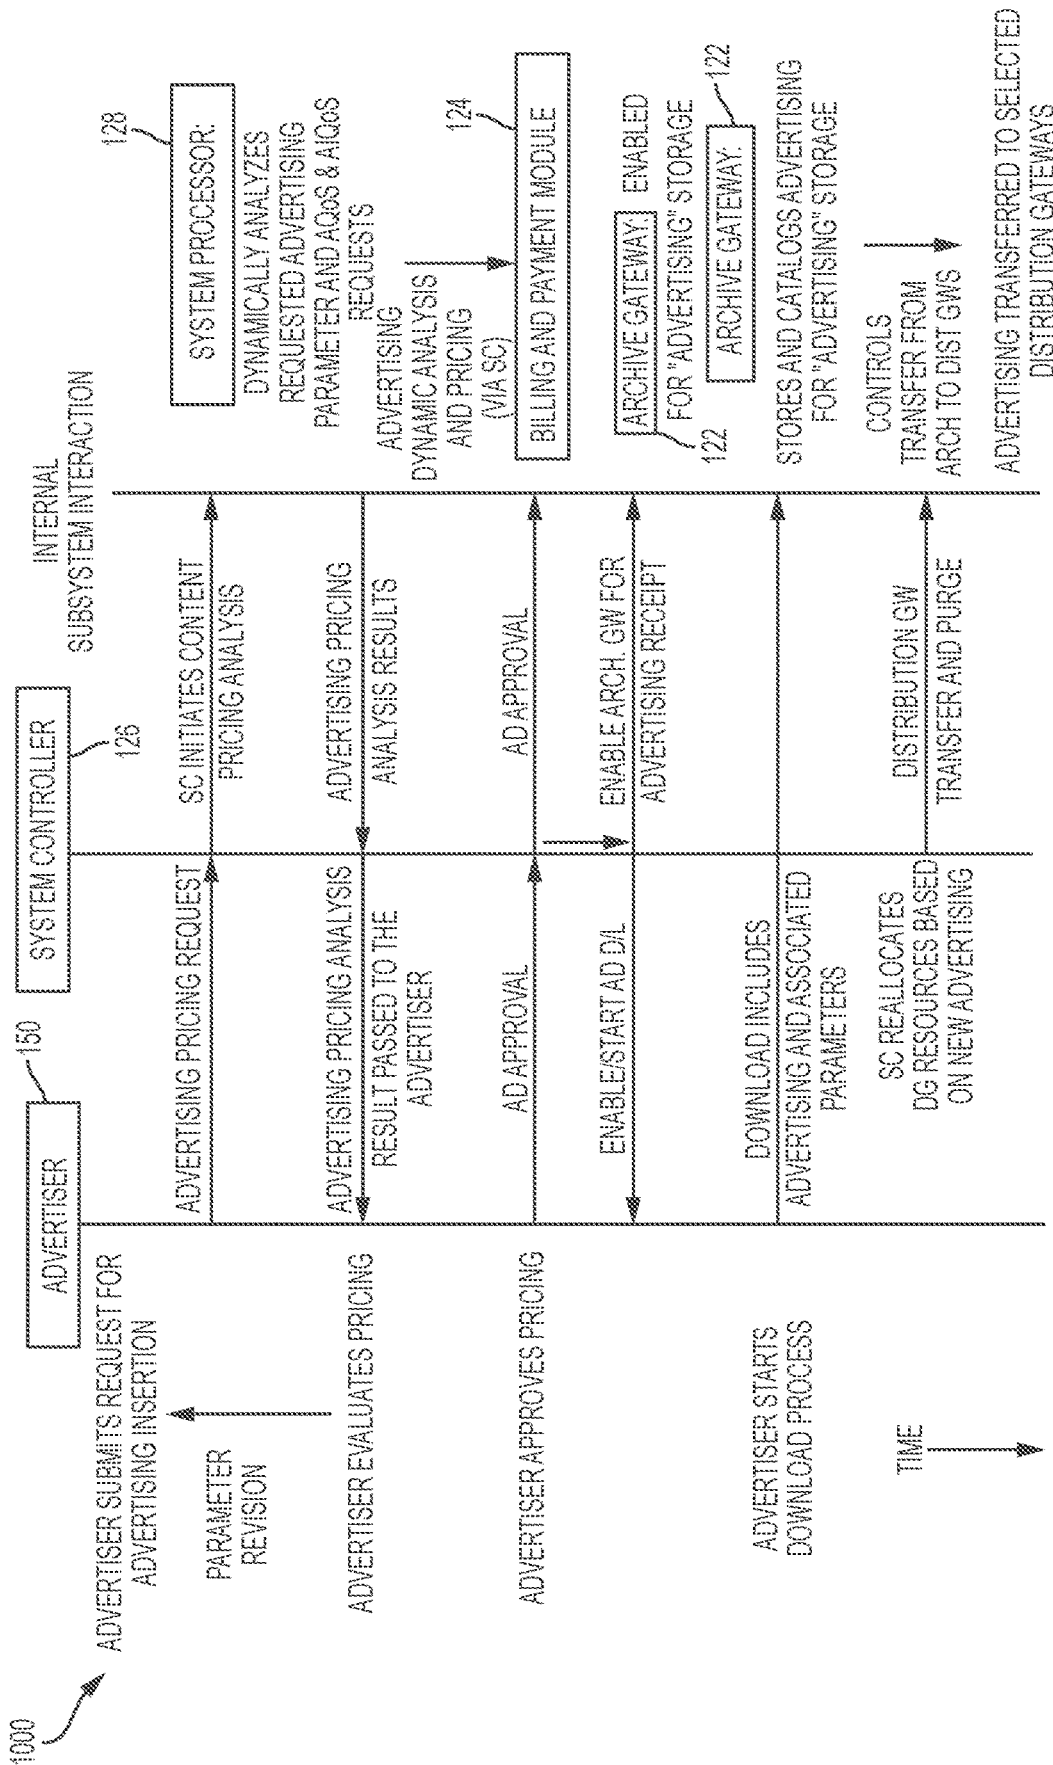 1000
ADVERTISER SUBMITS REQUEST FOR
ADVERTISING INSERTION
PARAMETER
REVISION
ADVERTISER EVALUATES PRICING
ADVERTISER APPROVES PRICING
ADVERTISER STARTS
DOWNLOAD PROCESS
TIME
ADVERTISER
150
ADVERTISING PRICING REQUEST
ADVERTISING PRICING ANALYSIS
RESULT PASSED TO THE
ADVERTISER
AD APPROVAL
ENABLE/START AD D/L
DOWNLOAD INCLUDES
ADVERTISING AND ASSOCIATED
PARAMETERS
SC REALLOCATES
DG RESOURCES BASED
ON NEW ADVERTISING
SYSTEM CONTROLLER
126
SC INITIATES CONTENT
PRICING ANALYSIS
ADVERTISING PRICING
ANALYSIS RESULTS
AD APPROVAL
ENABLE ARCH. GW FOR
ADVERTISING RECEIPT
DISTRIBUTION GW
TRANSFER AND PURGE
INTERNAL
SUBSYSTEM INTERACTION
128
SYSTEM PROCESSOR:
DYNAMICALLY ANALYZES
REQUESTED ADVERTISING
PARAMETER AND AQoS & AIQoS
REQUESTS
ADVERTISING
DYNAMIC ANALYSIS
AND PRICING
(VIA SC)
124
BILLING AND PAYMENT MODULE
ARCHIVE GATEWAY: ENABLED
FOR "ADVERTISING" STORAGE
122
ARCHIVE GATEWAY:
122
STORES AND CATALOGS ADVERTISING
FOR "ADVERTISING" STORAGE
CONTROLS
TRANSFER FROM
ARCH TO DIST GWS
ADVERTISING TRANSFERRED TO SELECTED
DISTRIBUTION GATEWAYS